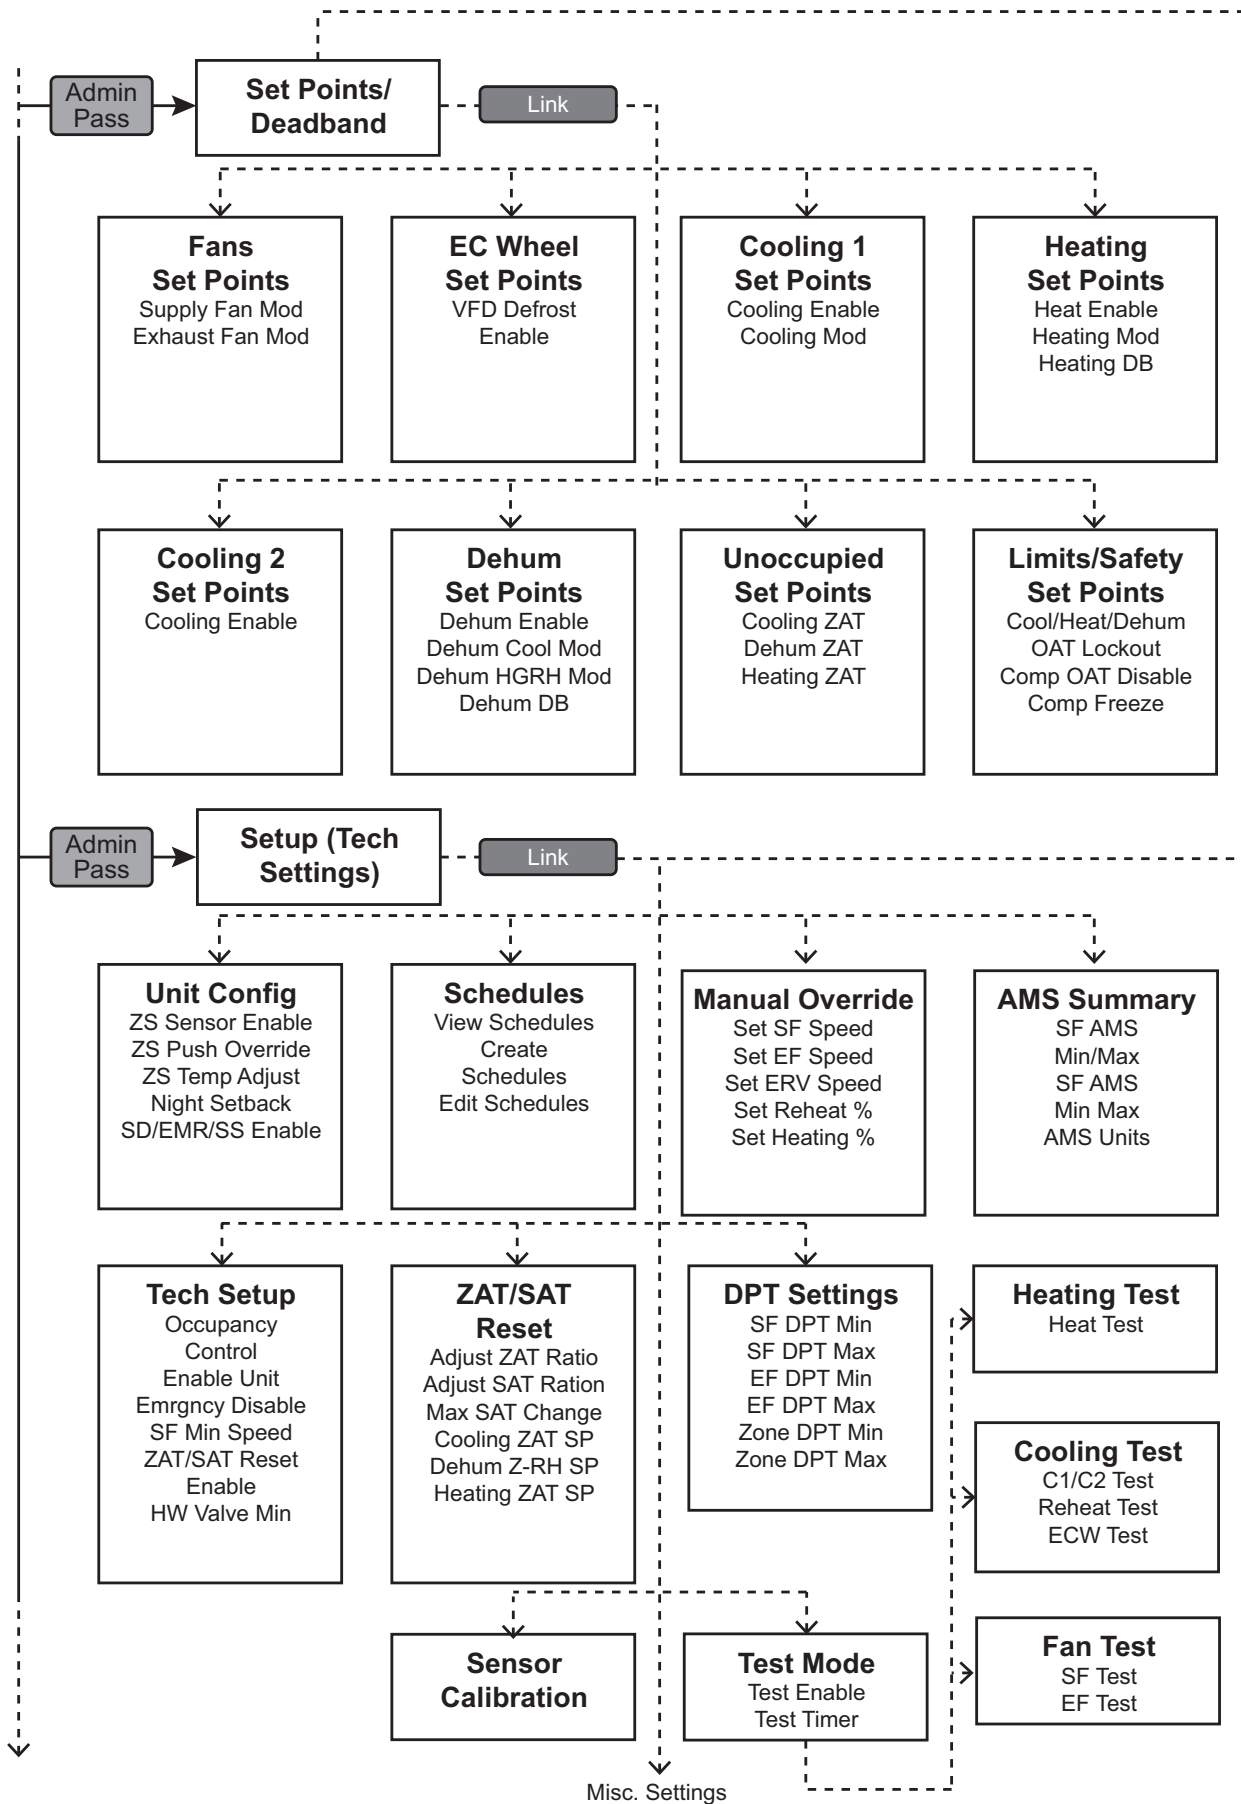 Admin
Pass
Set Points/
Deadband
Link
Fans
Set Points
Supply Fan Mod
Exhaust Fan Mod
EC Wheel
Set Points
VFD Defrost
Enable
Cooling 1
Set Points
Cooling Enable
Cooling Mod
Heating
Set Points
Heat Enable
Heating Mod
Heating DB
Cooling 2
Set Points
Cooling Enable
Dehum
Set Points
Dehum Enable
Dehum Cool Mod
Dehum HGRH Mod
Dehum DB
Unoccupied
Set Points
Cooling ZAT
Dehum ZAT
Heating ZAT
Limits/Safety
Set Points
Cool/Heat/Dehum
OAT Lockout
Comp OAT Disable
Comp Freeze
Admin
Pass
Setup (Tech
Settings)
Link
Unit Config
ZS Sensor Enable
ZS Push Override
ZS Temp Adjust
Night Setback
SD/EMR/SS Enable
Schedules
View Schedules
Create
Schedules
Edit Schedules
Manual Override
Set SF Speed
Set EF Speed
Set ERV Speed
Set Reheat %
Set Heating %
AMS Summary
SF AMS
Min/Max
SF AMS
Min Max
AMS Units
Tech Setup
Occupancy
Control
Enable Unit
Emrgncy Disable
SF Min Speed
ZAT/SAT Reset
Enable
HW Valve Min
ZAT/SAT
Reset
Adjust ZAT Ratio
Adjust SAT Ration
Max SAT Change
Cooling ZAT SP
Dehum Z-RH SP
Heating ZAT SP
DPT Settings
SF DPT Min
SF DPT Max
EF DPT Min
EF DPT Max
Zone DPT Min
Zone DPT Max
Heating Test
Heat Test
Cooling Test
C1/C2 Test
Reheat Test
ECW Test
Sensor
Calibration
Test Mode
Test Enable
Test Timer
Fan Test
SF Test
EF Test
Misc. Settings